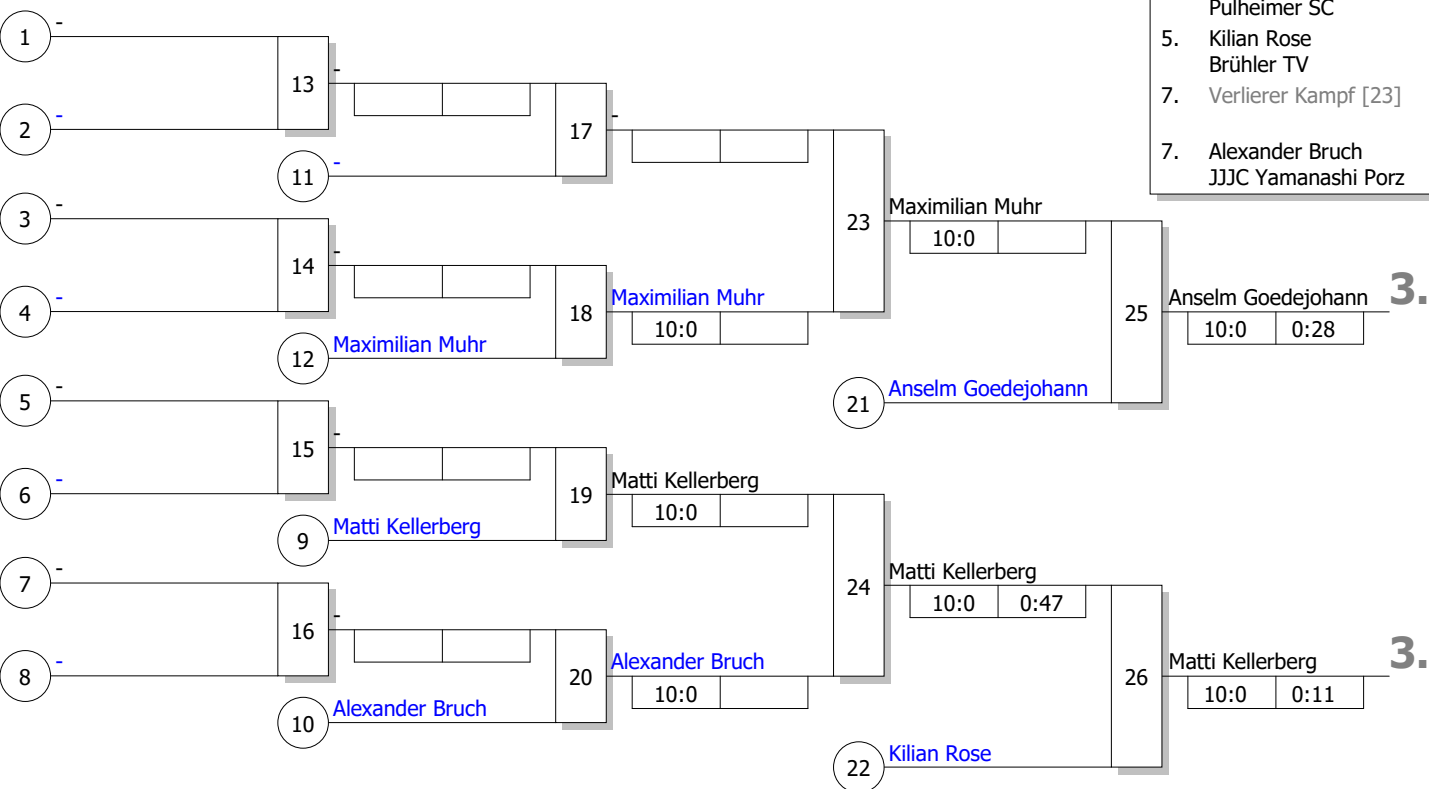 Pulheimer SC
5. Kilian Rose
Brühler TV
7. Verlierer Kampf [23]
7. Alexander Bruch
JJJC Yamanashi Porz
1 -
13 -
2 -
17 -
11 -
3 -
23 Maximilian Muhr
10:0
14 -
4 -
18 Maximilian Muhr
10:0
12 Maximilian Muhr
25 Anselm Goedejohann 3.
10:0 0:28
21 Anselm Goedejohann
5 -
15 -
6 -
19 Matti Kellerberg
10:0
9 Matti Kellerberg
7 -
24 Matti Kellerberg
10:0 0:47
16 -
8 -
20 Alexander Bruch
10:0
10 Alexander Bruch
26 Matti Kellerberg 3.
10:0 0:11
22 Kilian Rose